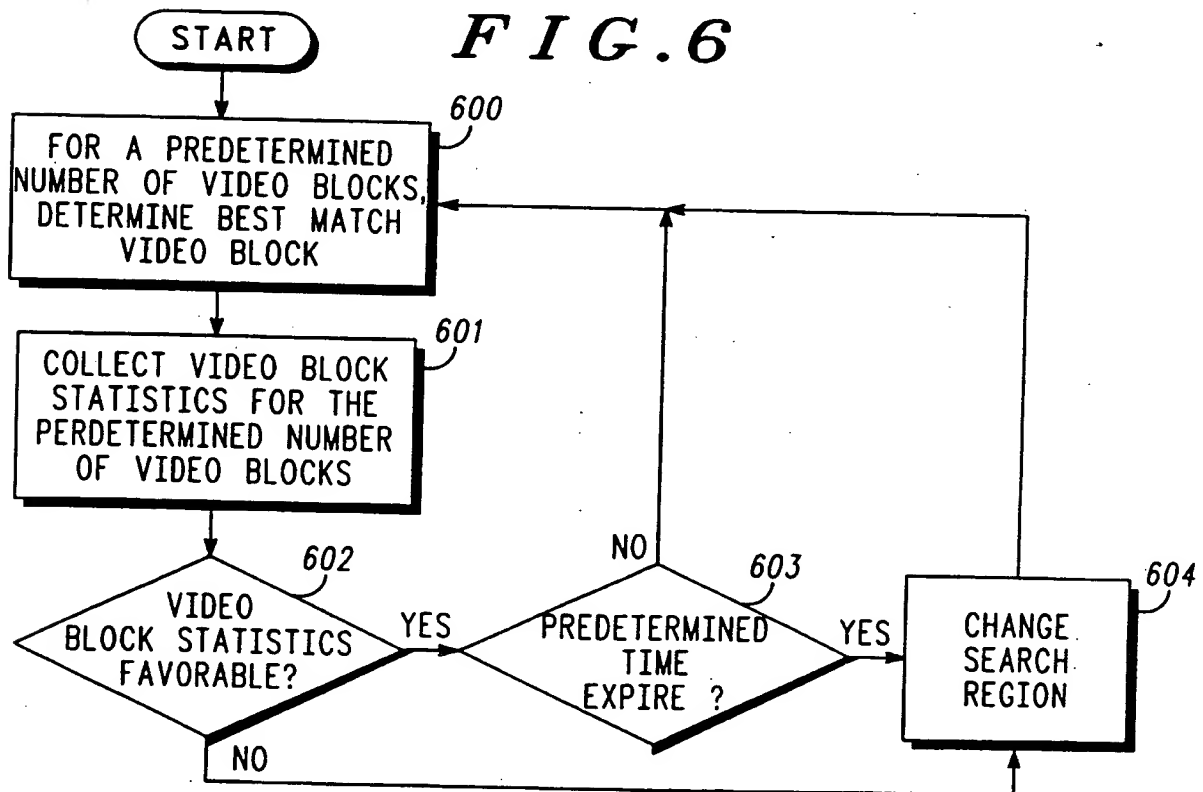 START
FIG.6
600
FOR A PREDETERMINED
NUMBER OF VIDEO BLOCKS,
DETERMINE BEST MATCH
VIDEO BLOCK
601
COLLECT VIDEO BLOCK
STATISTICS FOR THE
PERDETERMINED NUMBER
OF VIDEO BLOCKS
602
VIDEO
BLOCK STATISTICS
FAVORABLE?
YES
NO
NO
603
PREDETERMINED
TIME
EXPIRE ?
YES
604
CHANGE
SEARCH
REGION